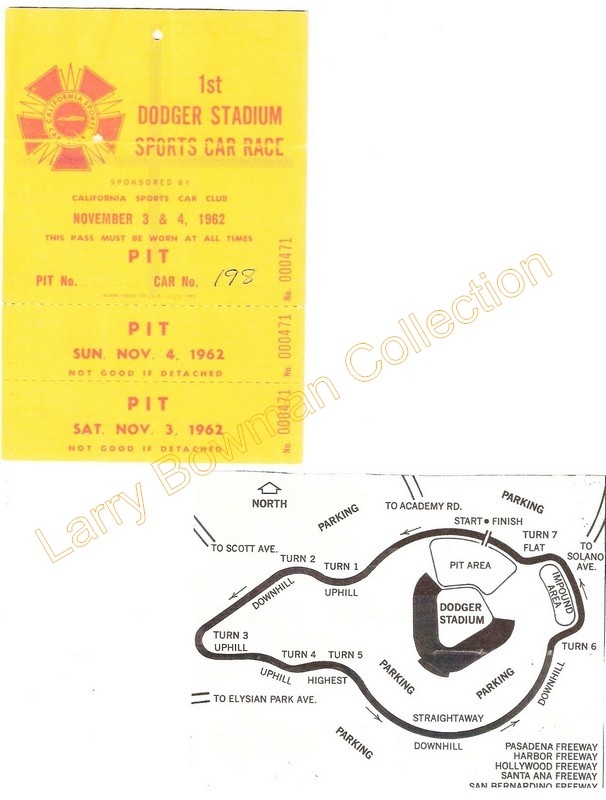 CALIFORNIA SPORTS
CAR CLUB
1st
DODGER STADIUM
SPORTS CAR RACE
SPONSORED BY
CALIFORNIA SPORTS CAR CLUB
NOVEMBER 3 & 4, 1962
THIS PASS MUST BE WORN AT ALL TIMES
PIT
PIT No. CAR No. 198
No. 000471
PIT
SUN. NOV. 4, 1962
NOT GOOD IF DETACHED
No. 000471
PIT
SAT. NOV. 3, 1962
NOT GOOD IF DETACHED
No. 000471
Larry Bowman Collection
NORTH
PARKING
TO ACADEMY RD.
PARKING
START • FINISH
TURN 7
FLAT
TO
SOLANO
AVE.
TO SCOTT AVE.
TURN 2
TURN 1
PIT AREA
DOWNHILL
UPHILL
IMPOUND
AREA
DODGER
STADIUM
TURN 3
UPHILL
TURN 4
TURN 5
TURN 6
UPHILL
HIGHEST
PARKING
PARKING
DOWNHILL
TO ELYSIAN PARK AVE.
STRAIGHTAWAY
PARKING
DOWNHILL
PASADENA FREEWAY
HARBOR FREEWAY
HOLLYWOOD FREEWAY
SANTA ANA FREEWAY
SAN BERNARDINO FREEWAY